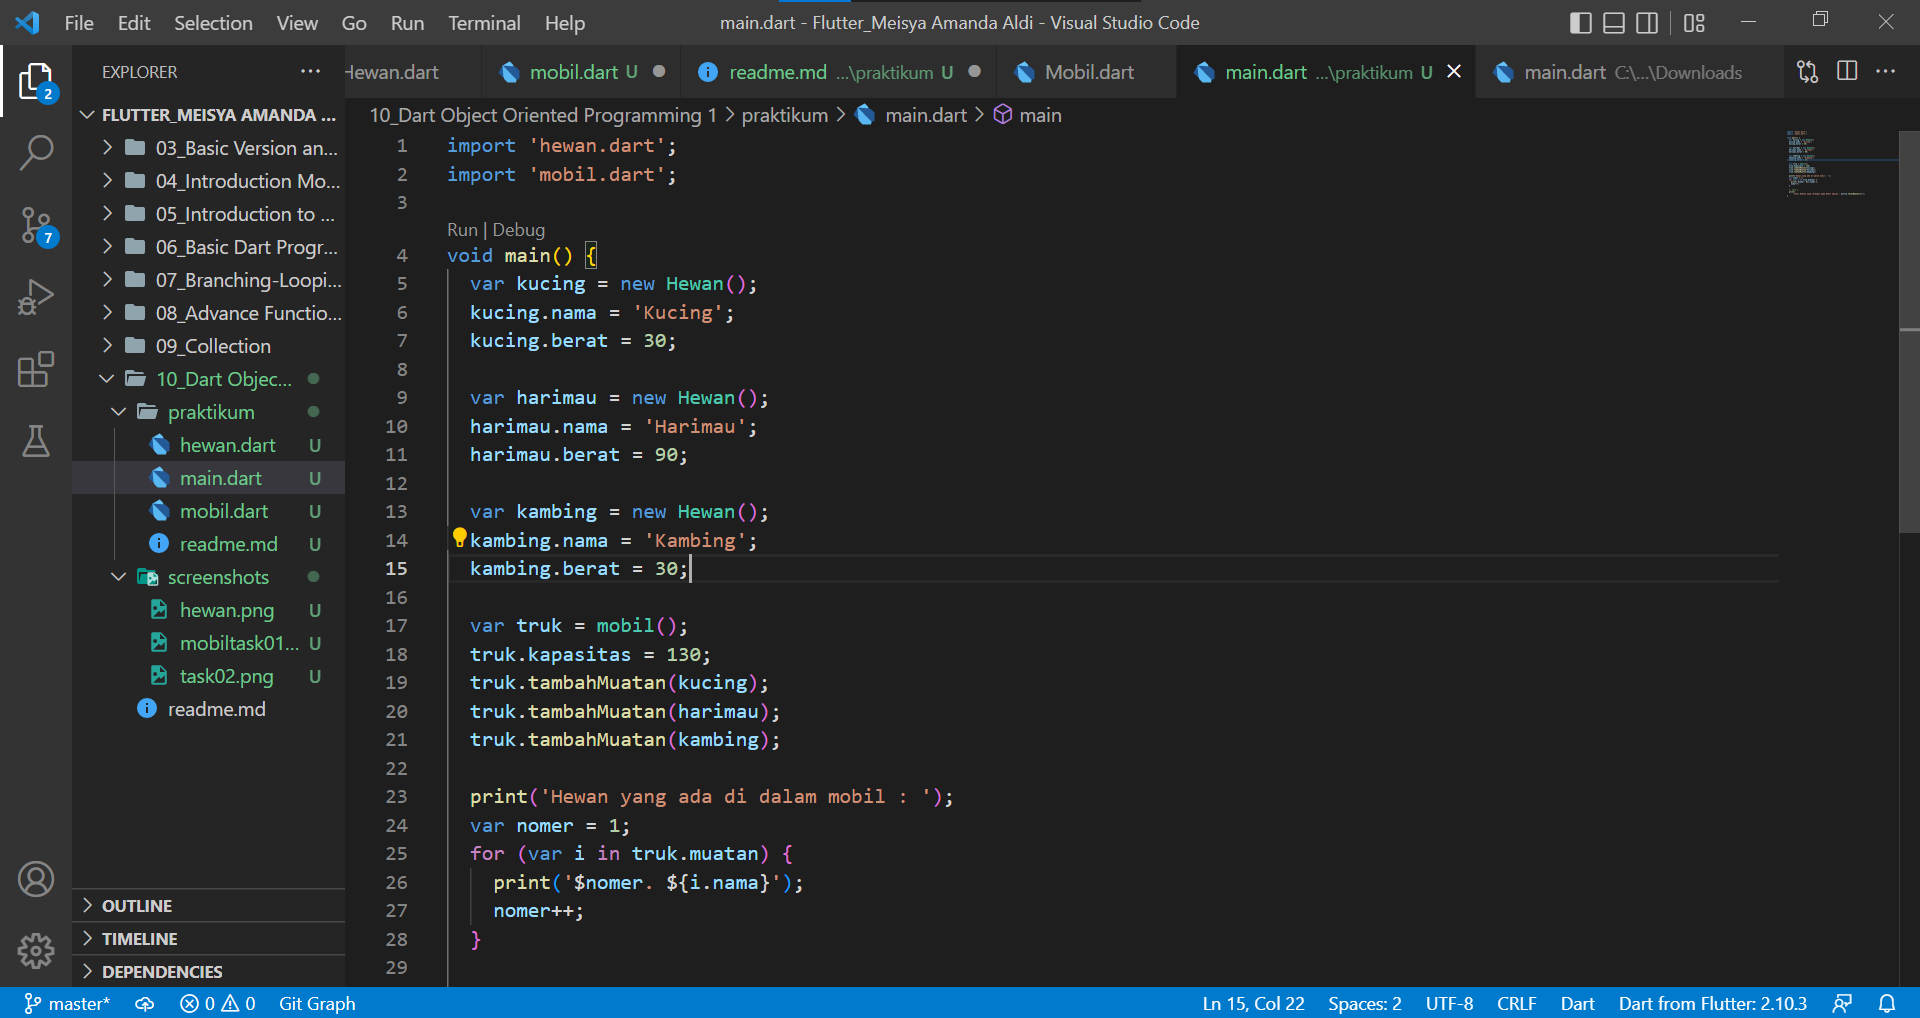 File Edit Selection View Go Run Terminal Help
main.dart - Flutter_Meisya Amanda Aldi - Visual Studio Code
EXPLORER
2
7
FLUTTER_MEISYA AMANDA ...
03_Basic Version an...
04_Introduction Mo...
05_Introduction to ...
06_Basic Dart Progr...
07_Branching-Loopi...
08_Advance Functio...
09_Collection
10_Dart Objec...
praktikum
hewan.dart U
main.dart U
mobil.dart U
readme.md U
screenshots
hewan.png U
mobiltask01... U
task02.png U
readme.md
OUTLINE
TIMELINE
DEPENDENCIES
Hewan.dart mobil.dart U readme.md ...\praktikum U Mobil.dart main.dart ...\praktikum U main.dart C:\...\Downloads
10_Dart Object Oriented Programming 1 > praktikum > main.dart > main
1 import 'hewan.dart';
2 import 'mobil.dart';
3
Run | Debug
4 void main() {
5 var kucing = new Hewan();
6 kucing.nama = 'Kucing';
7 kucing.berat = 30;
8
9 var harimau = new Hewan();
10 harimau.nama = 'Harimau';
11 harimau.berat = 90;
12
13 var kambing = new Hewan();
14 kambing.nama = 'Kambing';
15 kambing.berat = 30;
16
17 var truk = mobil();
18 truk.kapasitas = 130;
19 truk.tambahMuatan(kucing);
20 truk.tambahMuatan(harimau);
21 truk.tambahMuatan(kambing);
22
23 print('Hewan yang ada di dalam mobil : ');
24 var nomer = 1;
25 for (var i in truk.muatan) {
26 print('$nomer. ${i.nama}');
27 nomer++;
28 }
29
master* 0 0 Git Graph
Ln 15, Col 22 Spaces: 2 UTF-8 CRLF Dart Dart from Flutter: 2.10.3